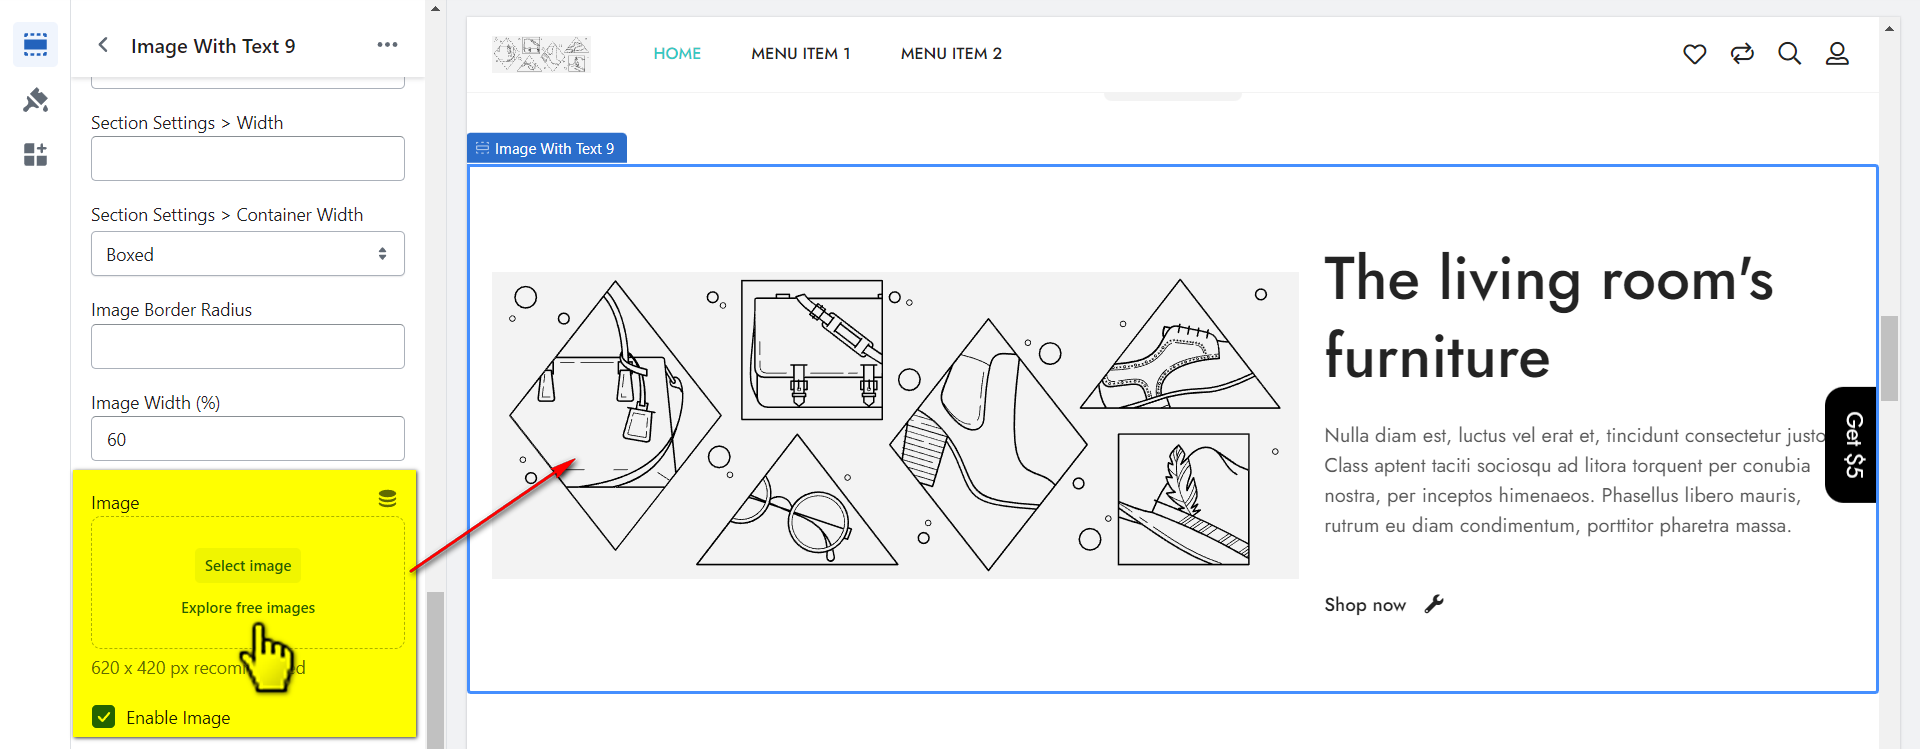 Image With Text 9
Section Settings > Width
Section Settings > Container Width
Boxed
Image Border Radius
Image Width (%)
60
Image
Select image
Explore free images
620 x 420 px
Enable Image
HOME MENU ITEM 1 MENU ITEM 2
Image With Text 9
The living room's
furniture
Nulla diam est, luctus vel erat et, tincidunt consectetur justo
Class aptent taciti sociosqu ad litora torquent per conubia
nostra, per inceptos himenaeos. Phasellus libero mauris,
rutrum eu diam condimentum, porttitor pharetra massa.
Shop now
Get $5